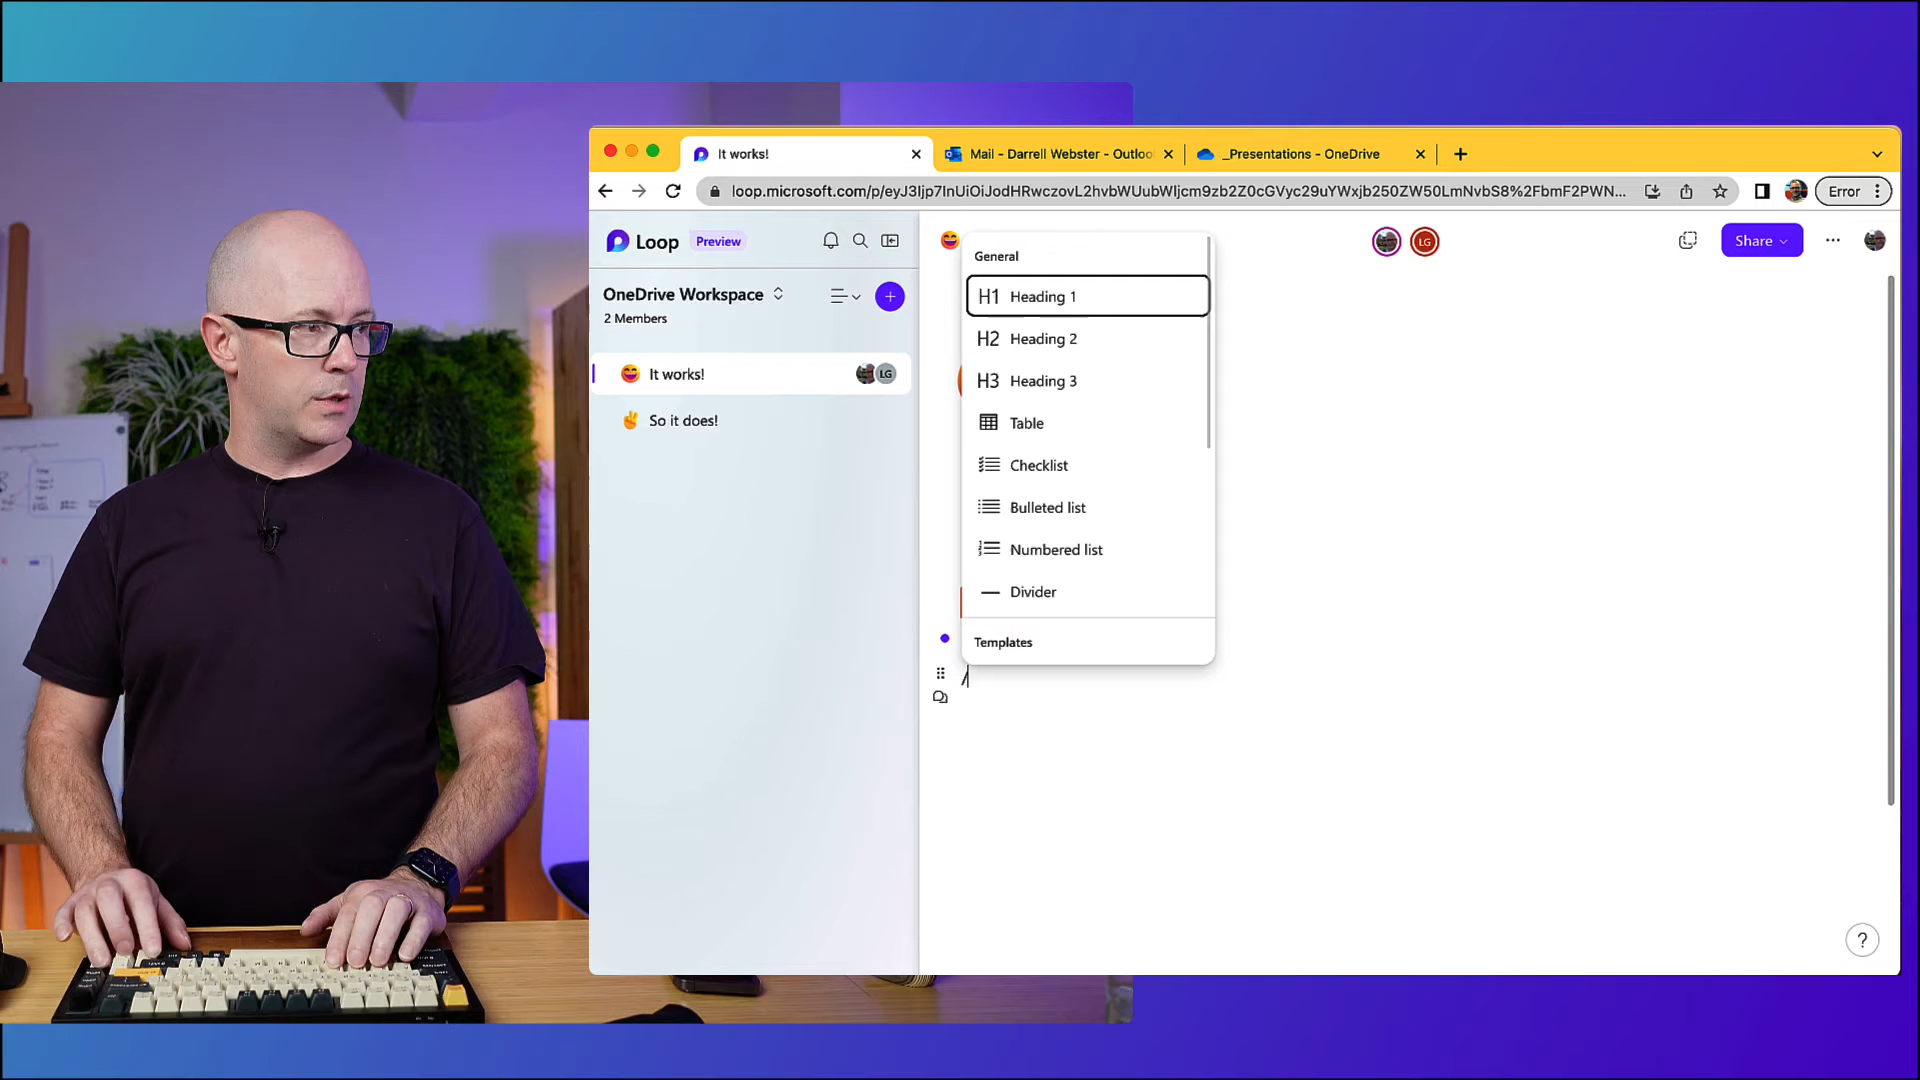 It works!
Mail - Darrell Webster - Outlo
_Presentations - OneDrive
loop.microsoft.com/p/eyJ3Ijp7InUiOiJodHRwczovL2hvbWUubWljcm9zb2Z0cGVyc29uYWxjb250ZW50LmNvbS8%2FbmF2PWN...
Error
Loop
Preview
LG
Share
OneDrive Workspace
2 Members
It works!
LG
So it does!
General
H1 Heading 1
H2 Heading 2
H3 Heading 3
Table
Checklist
Bulleted list
Numbered list
Divider
Templates
/
?